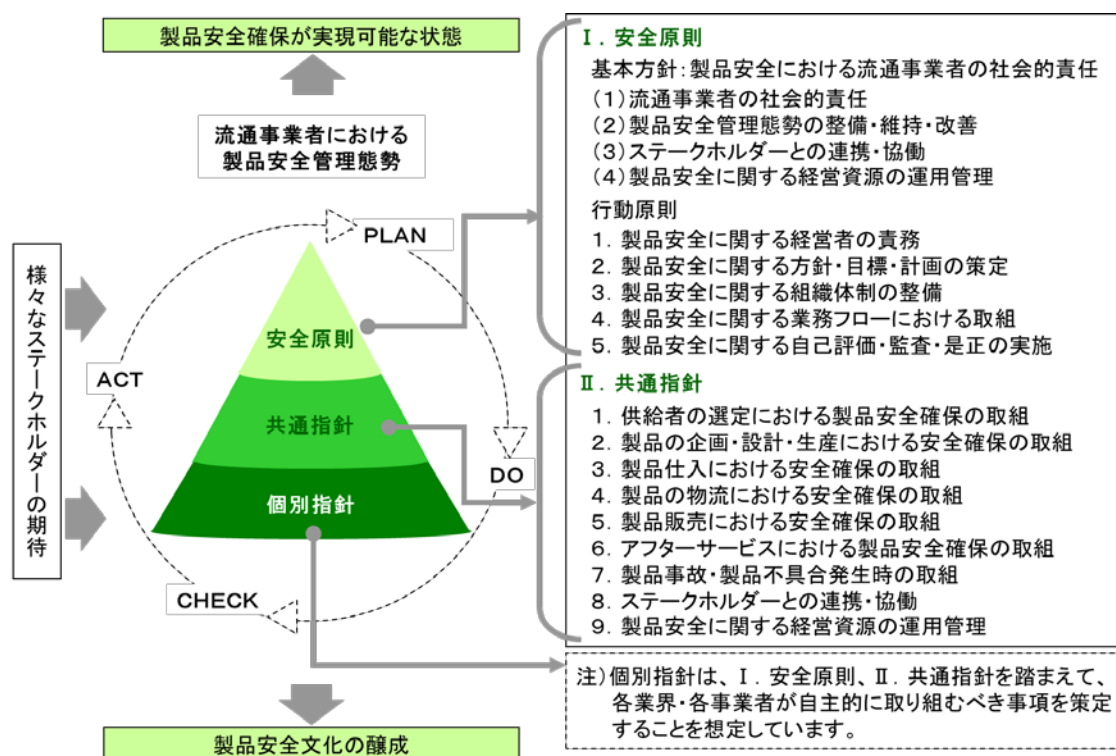 製品安全確保が実現可能な状態
流通事業者における
製品安全管理態勢
様々なステークホルダーの期待
PLAN
DO
CHECK
ACT
安全原則
共通指針
個別指針
製品安全文化の醸成
Ⅰ．安全原則
基本方針：製品安全における流通事業者の社会的責任
（１）流通事業者の社会的責任
（２）製品安全管理態勢の整備・維持・改善
（３）ステークホルダーとの連携・協働
（４）製品安全に関する経営資源の運用管理
行動原則
１．製品安全に関する経営者の責務
２．製品安全に関する方針・目標・計画の策定
３．製品安全に関する組織体制の整備
４．製品安全に関する業務フローにおける取組
５．製品安全に関する自己評価・監査・是正の実施
Ⅱ．共通指針
１．供給者の選定における製品安全確保の取組
２．製品の企画・設計・生産における安全確保の取組
３．製品仕入における安全確保の取組
４．製品の物流における安全確保の取組
５．製品販売における安全確保の取組
６．アフターサービスにおける製品安全確保の取組
７．製品事故・製品不具合発生時の取組
８．ステークホルダーとの連携・協働
９．製品安全に関する経営資源の運用管理
注）個別指針は、Ⅰ．安全原則、Ⅱ．共通指針を踏まえて、
各業界・各事業者が自主的に取り組むべき事項を策定
することを想定しています。